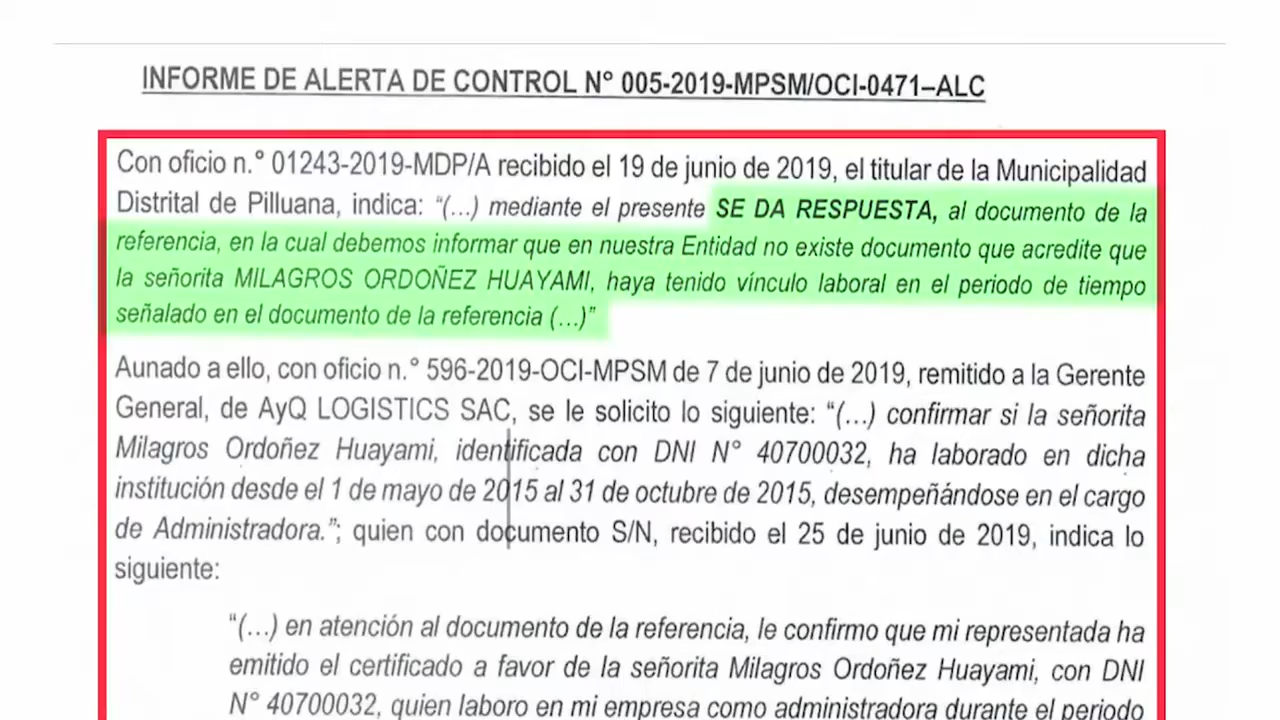 INFORME DE ALERTA DE CONTROL N° 005-2019-MPSM/OCI-0471–ALC
Con oficio n.° 01243-2019-MDP/A recibido el 19 de junio de 2019, el titular de la Municipalidad
Distrital de Pilluana, indica: “(...) mediante el presente SE DA RESPUESTA, al documento de la
referencia, en la cual debemos informar que en nuestra Entidad no existe documento que acredite que
la señorita MILAGROS ORDOÑEZ HUAYAMI, haya tenido vínculo laboral en el periodo de tiempo
señalado en el documento de la referencia (...)”
Aunado a ello, con oficio n.° 596-2019-OCI-MPSM de 7 de junio de 2019, remitido a la Gerente
General, de AyQ LOGISTICS SAC, se le solicito lo siguiente: “(...) confirmar si la señorita
Milagros Ordoñez Huayami, identificada con DNI N° 40700032, ha laborado en dicha
institución desde el 1 de mayo de 2015 al 31 de octubre de 2015, desempeñándose en el cargo
de Administradora.”; quien con documento S/N, recibido el 25 de junio de 2019, indica lo
siguiente:
“(...) en atención al documento de la referencia, le confirmo que mi representada ha
emitido el certificado a favor de la señorita Milagros Ordoñez Huayami, con DNI
N° 40700032, quien laboro en mi empresa como administradora durante el periodo